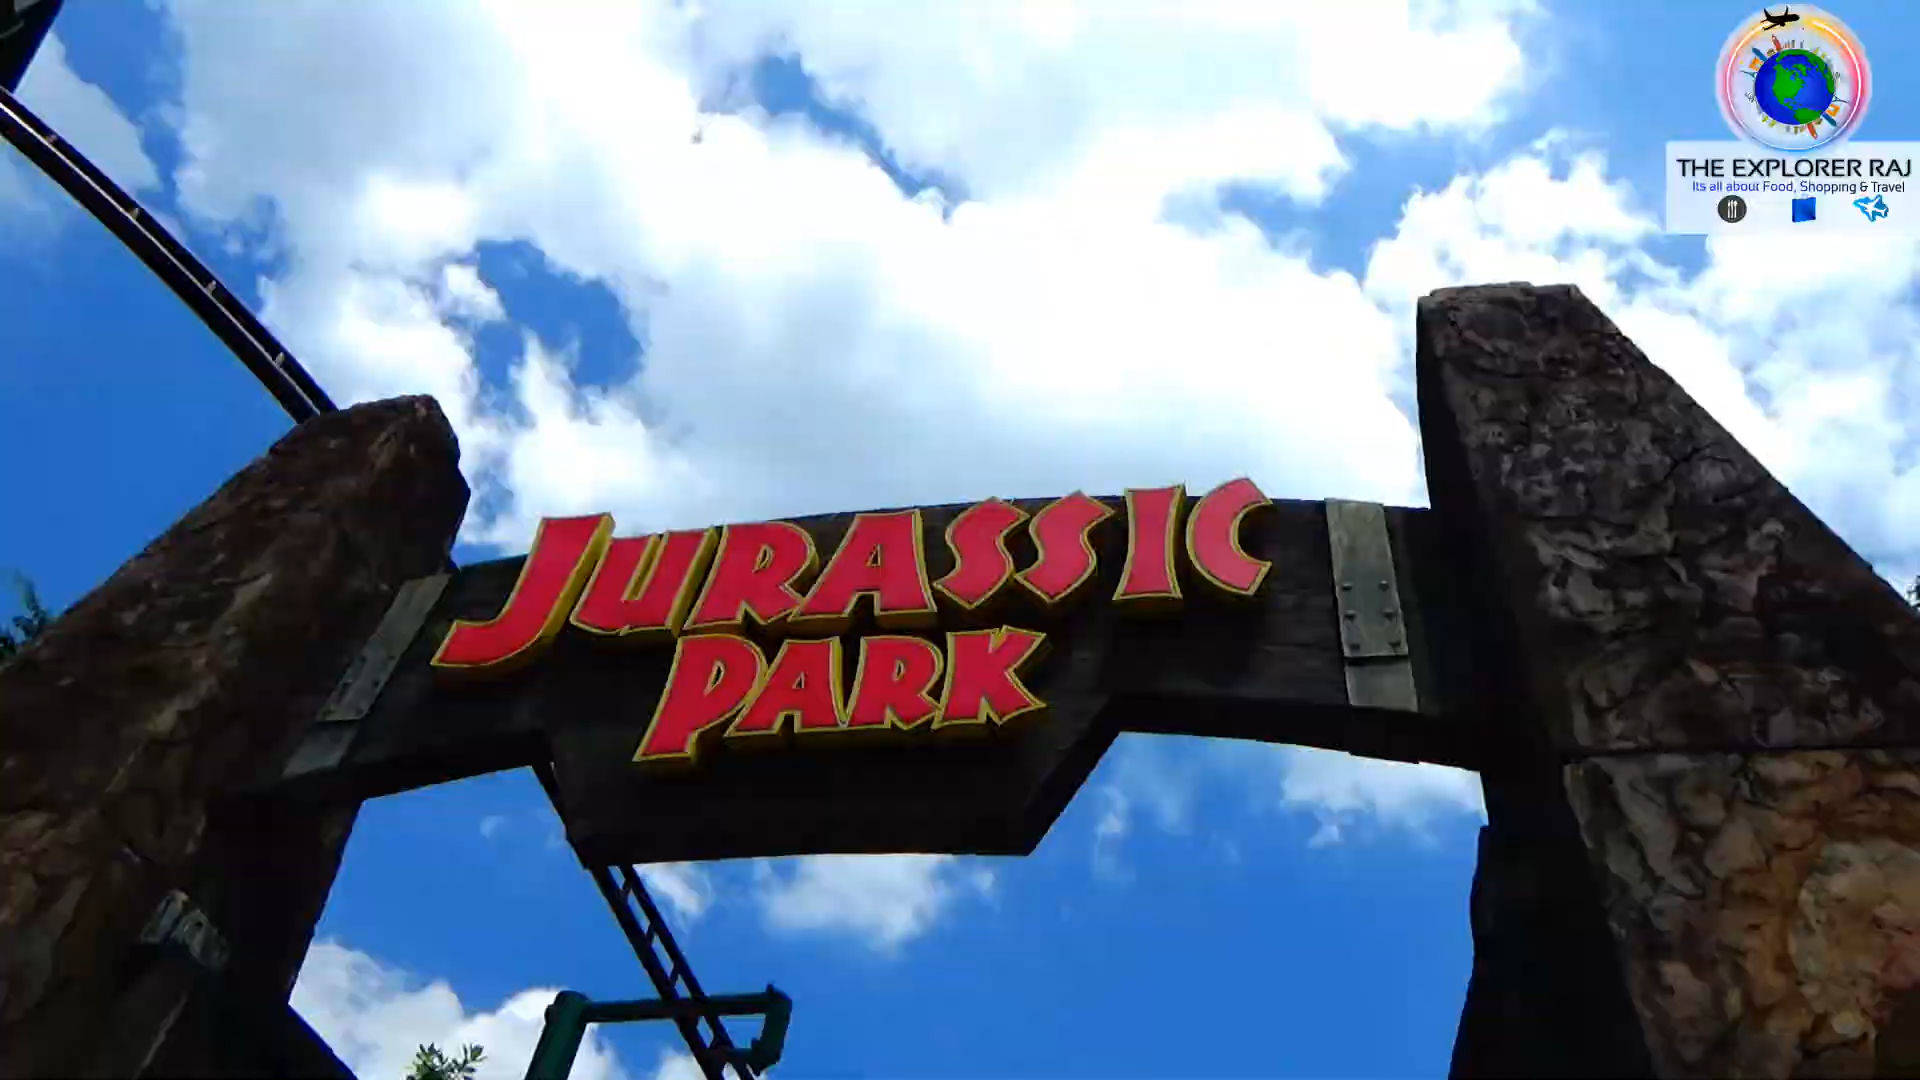 THE EXPLORER RAJ
Its all about Food, Shopping & Travel
JURASSIC
PARK